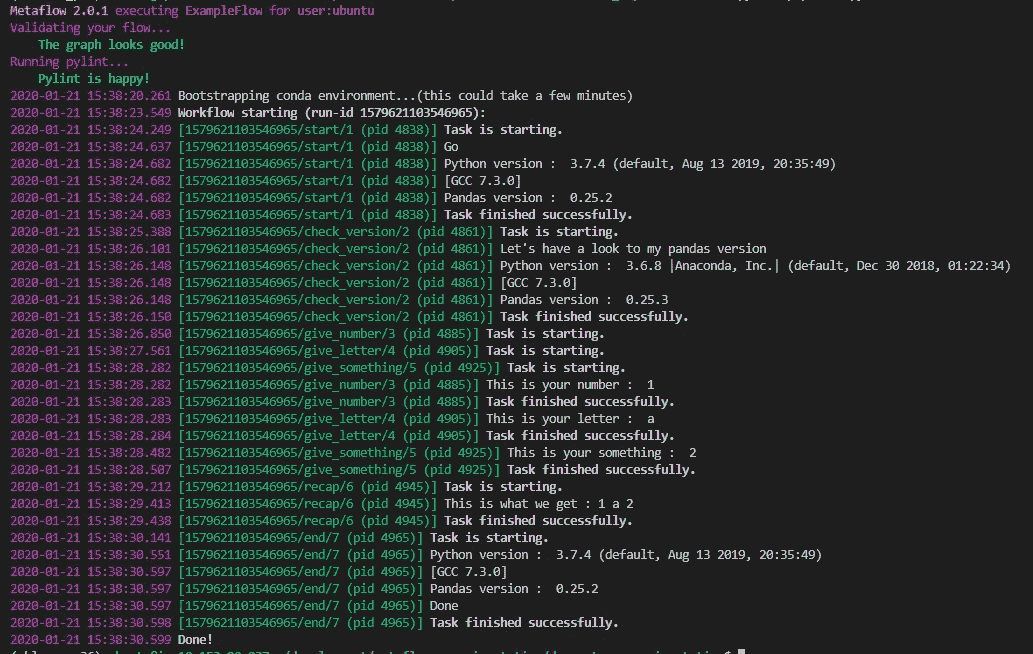 Metaflow 2.0.1 executing ExampleFlow for user:ubuntu
Validating your flow...
The graph looks good!
Running pylint...
Pylint is happy!
2020-01-21 15:38:20.261 Bootstrapping conda environment...(this could take a few minutes)
2020-01-21 15:38:23.549 Workflow starting (run-id 1579621103546965):
2020-01-21 15:38:24.249 [1579621103546965/start/1 (pid 4838)] Task is starting.
2020-01-21 15:38:24.637 [1579621103546965/start/1 (pid 4838)] Go
2020-01-21 15:38:24.682 [1579621103546965/start/1 (pid 4838)] Python version :  3.7.4 (default, Aug 13 2019, 20:35:49)
2020-01-21 15:38:24.682 [1579621103546965/start/1 (pid 4838)] [GCC 7.3.0]
2020-01-21 15:38:24.682 [1579621103546965/start/1 (pid 4838)] Pandas version :  0.25.2
2020-01-21 15:38:24.683 [1579621103546965/start/1 (pid 4838)] Task finished successfully.
2020-01-21 15:38:25.388 [1579621103546965/check_version/2 (pid 4861)] Task is starting.
2020-01-21 15:38:26.101 [1579621103546965/check_version/2 (pid 4861)] Let's have a look to my pandas version
2020-01-21 15:38:26.148 [1579621103546965/check_version/2 (pid 4861)] Python version :  3.6.8 |Anaconda, Inc.| (default, Dec 30 2018, 01:22:34)
2020-01-21 15:38:26.148 [1579621103546965/check_version/2 (pid 4861)] [GCC 7.3.0]
2020-01-21 15:38:26.148 [1579621103546965/check_version/2 (pid 4861)] Pandas version :  0.25.3
2020-01-21 15:38:26.150 [1579621103546965/check_version/2 (pid 4861)] Task finished successfully.
2020-01-21 15:38:26.850 [1579621103546965/give_number/3 (pid 4885)] Task is starting.
2020-01-21 15:38:27.561 [1579621103546965/give_letter/4 (pid 4905)] Task is starting.
2020-01-21 15:38:28.282 [1579621103546965/give_something/5 (pid 4925)] Task is starting.
2020-01-21 15:38:28.282 [1579621103546965/give_number/3 (pid 4885)] This is your number :  1
2020-01-21 15:38:28.283 [1579621103546965/give_number/3 (pid 4885)] Task finished successfully.
2020-01-21 15:38:28.283 [1579621103546965/give_letter/4 (pid 4905)] This is your letter :  a
2020-01-21 15:38:28.284 [1579621103546965/give_letter/4 (pid 4905)] Task finished successfully.
2020-01-21 15:38:28.482 [1579621103546965/give_something/5 (pid 4925)] This is your something :  2
2020-01-21 15:38:28.507 [1579621103546965/give_something/5 (pid 4925)] Task finished successfully.
2020-01-21 15:38:29.212 [1579621103546965/recap/6 (pid 4945)] Task is starting.
2020-01-21 15:38:29.413 [1579621103546965/recap/6 (pid 4945)] This is what we get : 1 a 2
2020-01-21 15:38:29.438 [1579621103546965/recap/6 (pid 4945)] Task finished successfully.
2020-01-21 15:38:30.141 [1579621103546965/end/7 (pid 4965)] Task is starting.
2020-01-21 15:38:30.551 [1579621103546965/end/7 (pid 4965)] Python version :  3.7.4 (default, Aug 13 2019, 20:35:49)
2020-01-21 15:38:30.597 [1579621103546965/end/7 (pid 4965)] [GCC 7.3.0]
2020-01-21 15:38:30.597 [1579621103546965/end/7 (pid 4965)] Pandas version :  0.25.2
2020-01-21 15:38:30.597 [1579621103546965/end/7 (pid 4965)] Done
2020-01-21 15:38:30.598 [1579621103546965/end/7 (pid 4965)] Task finished successfully.
2020-01-21 15:38:30.599 Done!